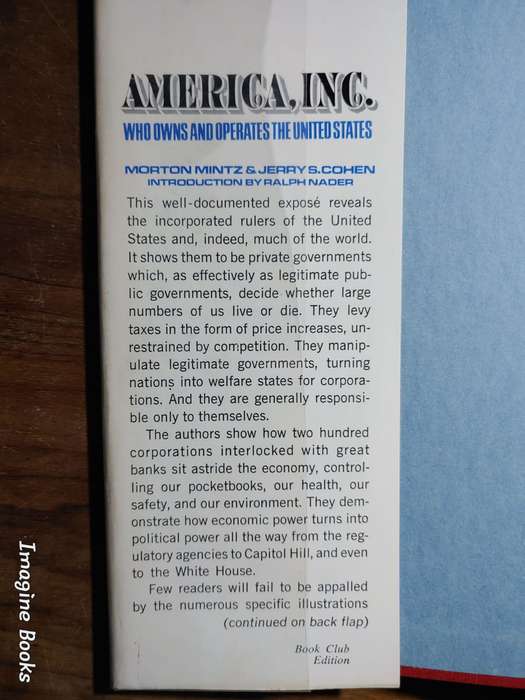 AMERICA, INC.
WHO OWNS AND OPERATES THE UNITED STATES
MORTON MINTZ & JERRY S. COHEN
INTRODUCTION BY RALPH NADER
This well-documented exposé reveals
the incorporated rulers of the United
States and, indeed, much of the world.
It shows them to be private governments
which, as effectively as legitimate pub-
lic governments, decide whether large
numbers of us live or die. They levy
taxes in the form of price increases, un-
restrained by competition. They manip-
ulate legitimate governments, turning
nations into welfare states for corpora-
tions. And they are generally responsi-
ble only to themselves.
The authors show how two hundred
corporations interlocked with great
banks sit astride the economy, control-
ling our pocketbooks, our health, our
safety, and our environment. They dem-
onstrate how economic power turns into
political power all the way from the reg-
ulatory agencies to Capitol Hill, and even
to the White House.
Few readers will fail to be appalled
by the numerous specific illustrations
(continued on back flap)
Book Club
Edition
Imagine Books